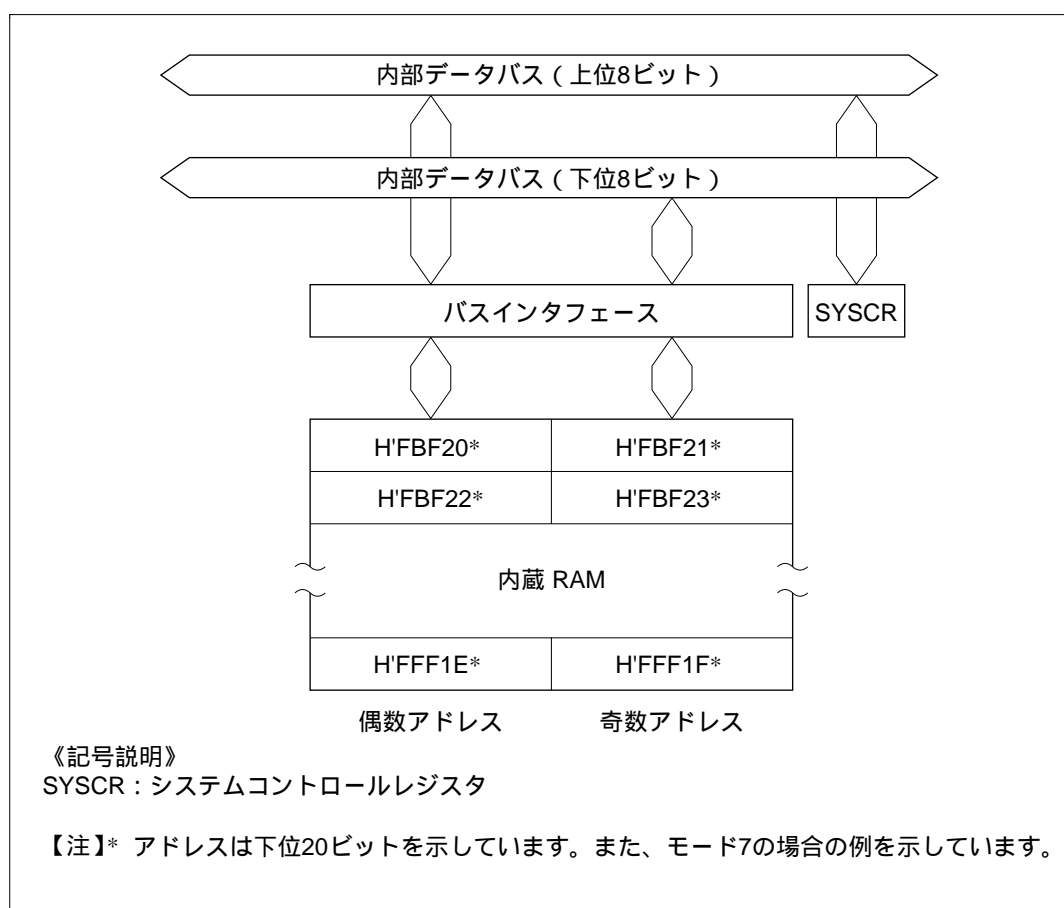 内部データバス（上位8ビット）
内部データバス（下位8ビット）
バスインタフェース
SYSCR
H'FBF20*
H'FBF21*
H'FBF22*
H'FBF23*
内蔵 RAM
H'FFF1E*
H'FFF1F*
偶数アドレス
奇数アドレス
《記号説明》
SYSCR：システムコントロールレジスタ
【注】* アドレスは下位20ビットを示しています。また、モード7の場合の例を示しています。